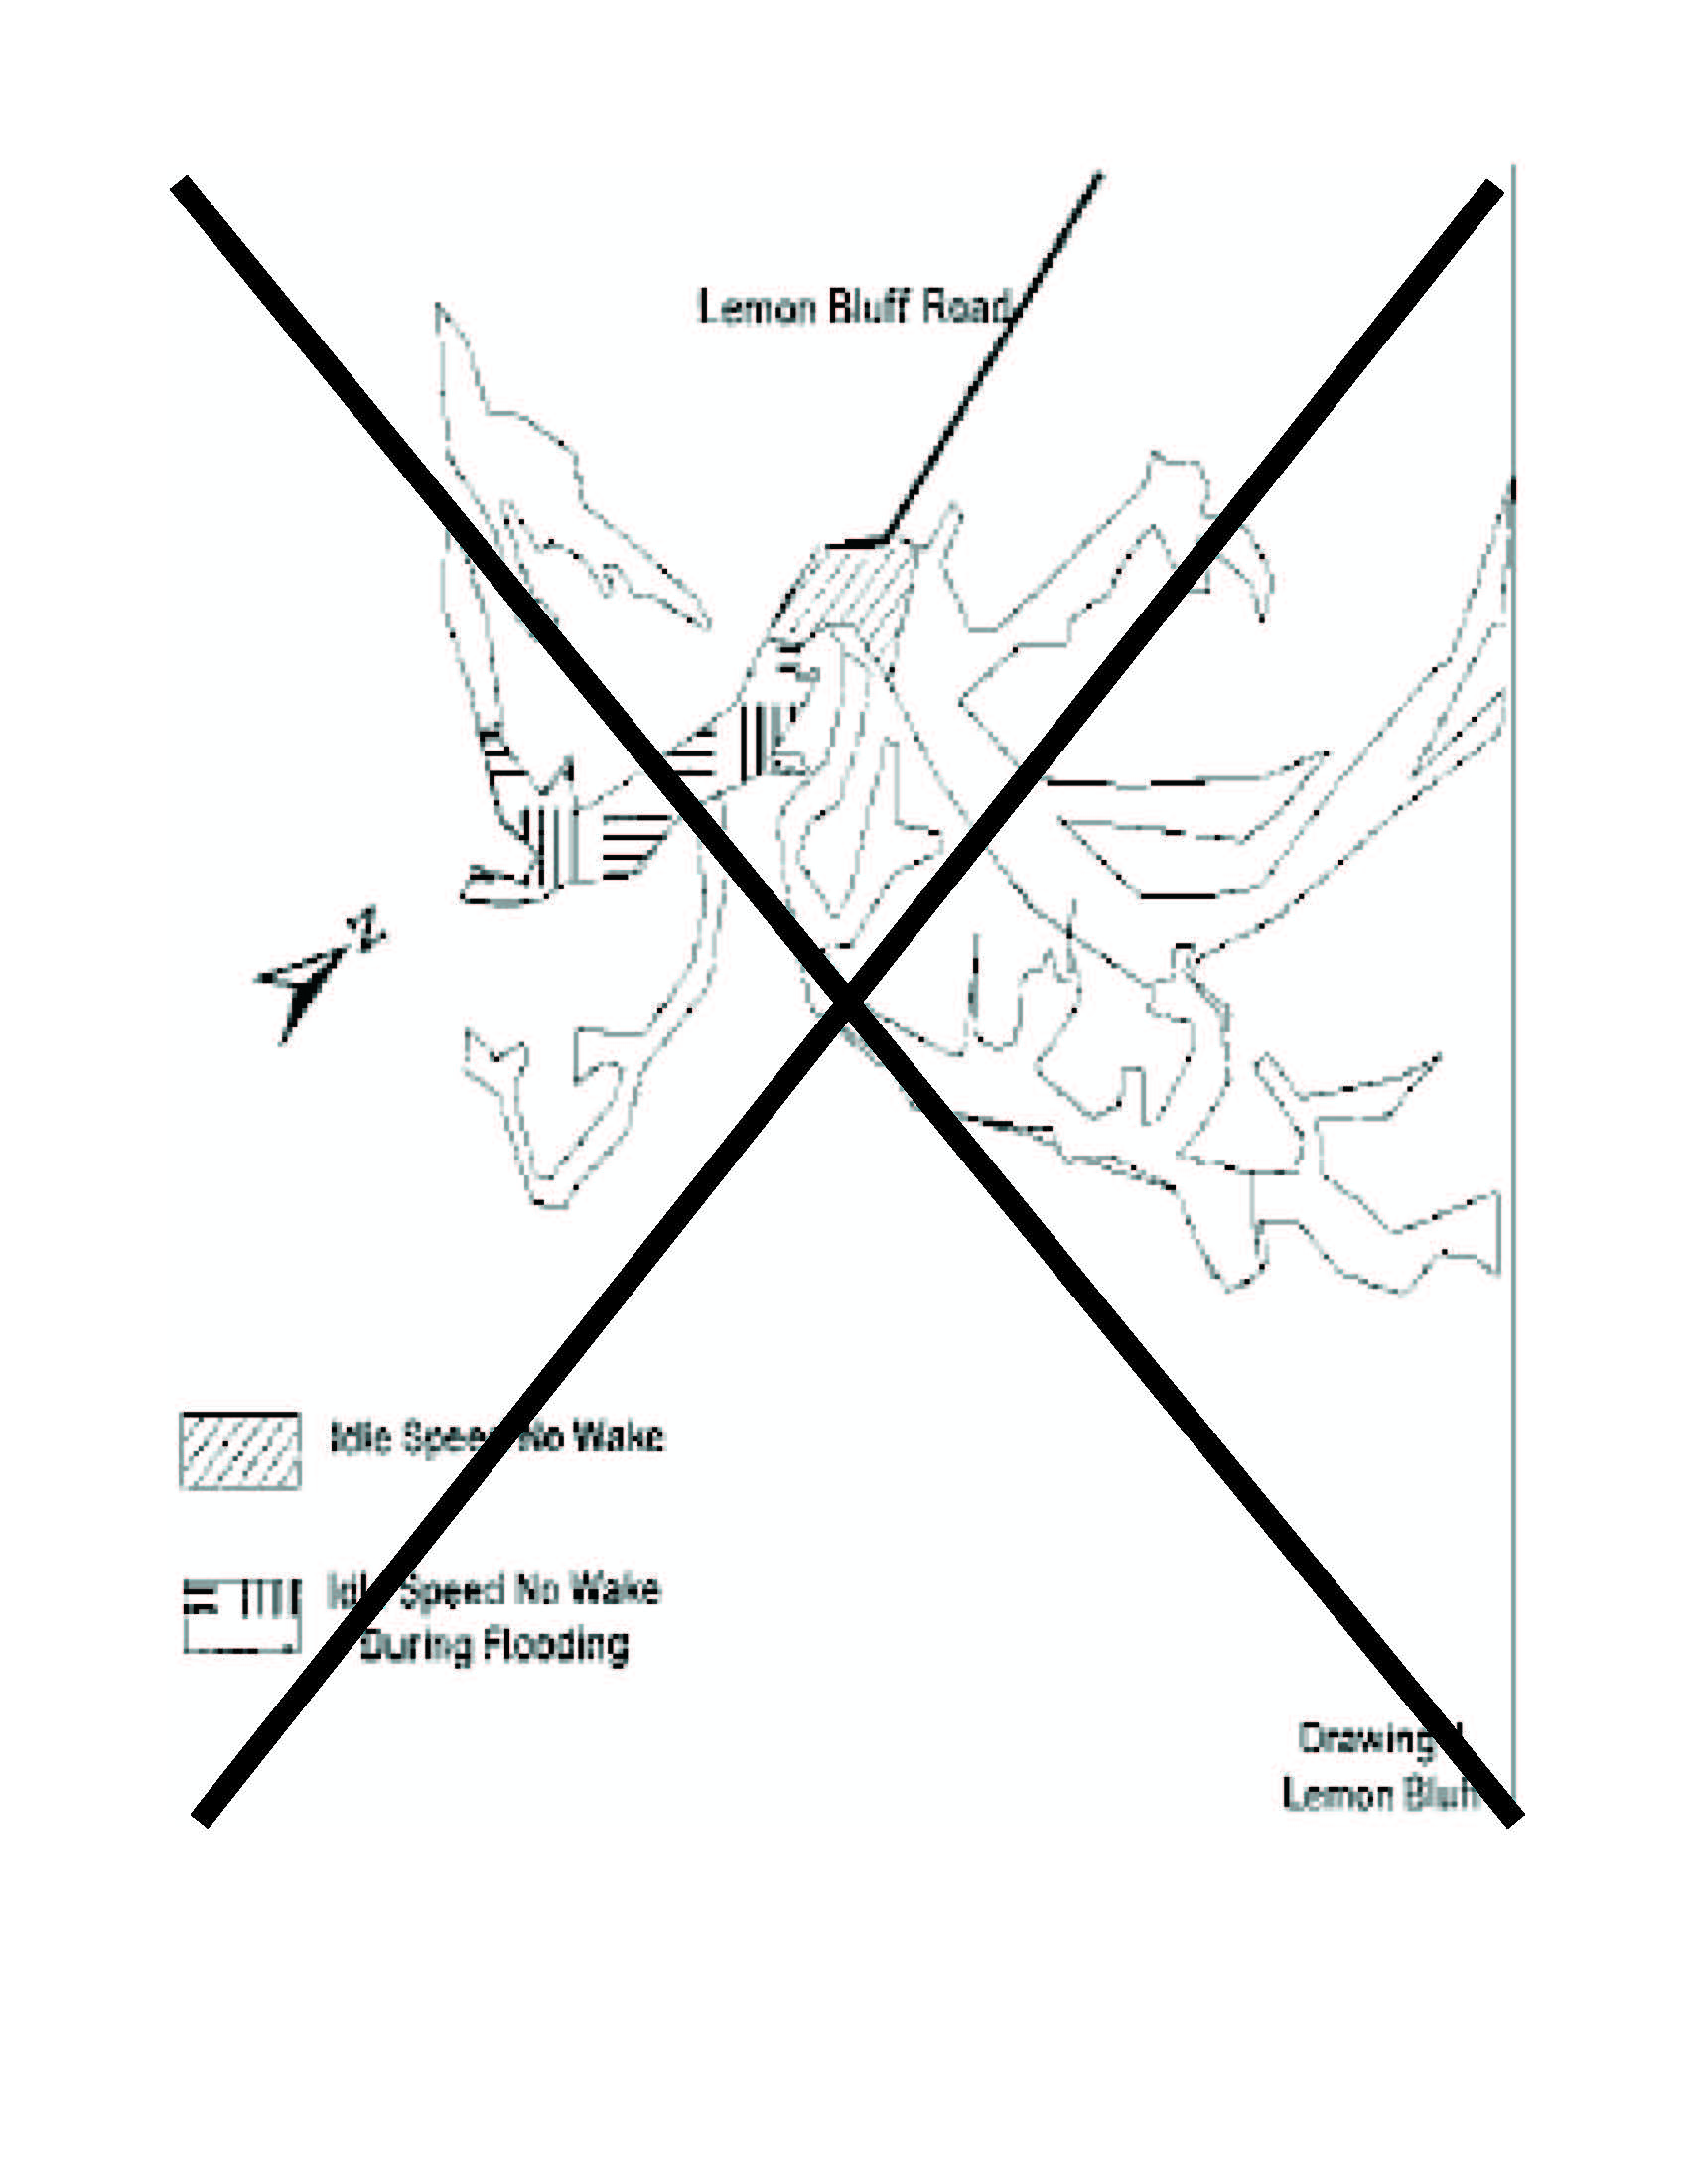 Lemon Bluff Road
N
Idle Speed No Wake
Idle Speed No Wake
During Flooding
Drawing
Lemon Bluff